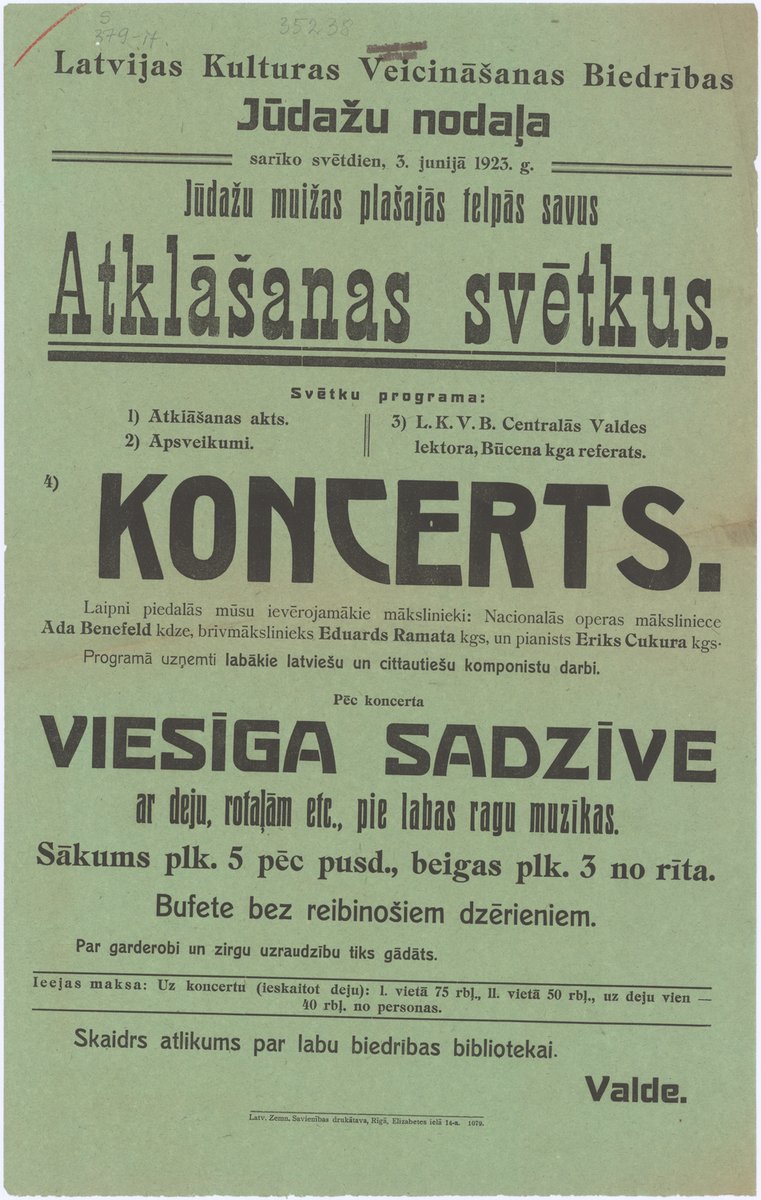 S
379-IV.
35238
Latvijas Kulturas Veicināšanas Biedrības
Jūdažu nodaļa
sarīko svētdien, 3. junijā 1923. g.
Jūdažu muižas plašajās telpās savus
Atklāšanas svētkus.
Svētku programa:
1) Atklāšanas akts.
2) Apsveikumi.
3) L. K. V. B. Centralās Valdes
lektora, Būcena kga referats.
4) KONCERTS.
Laipni piedalās mūsu ievērojamākie mākslinieki: Nacionalās operas māksliniece
Ada Benefeld kdze, brivmākslinieks Eduards Ramata kgs, un pianists Eriks Cukura kgs.
Programā uzņemti labākie latviešu un cittautiešu komponistu darbi.
Pēc koncerta
VIESĪGA SADZĪVE
ar deju, rotaļām etc., pie labas ragu muzikas.
Sākums plk. 5 pēc pusd., beigas plk. 3 no rīta.
Bufete bez reibinošiem dzērieniem.
Par garderobi un zirgu uzraudzību tiks gādāts.
Ieejas maksa: Uz koncertu (ieskaitot deju): I. vietā 75 rbļ., II. vietā 50 rbļ., uz deju vien —
40 rbļ. no personas.
Skaidrs atlikums par labu biedrības bibliotekai.
Valde.
Latv. Zemn. Savienības drukātava, Rīgā, Elizabetes ielā 14-a. 1079.